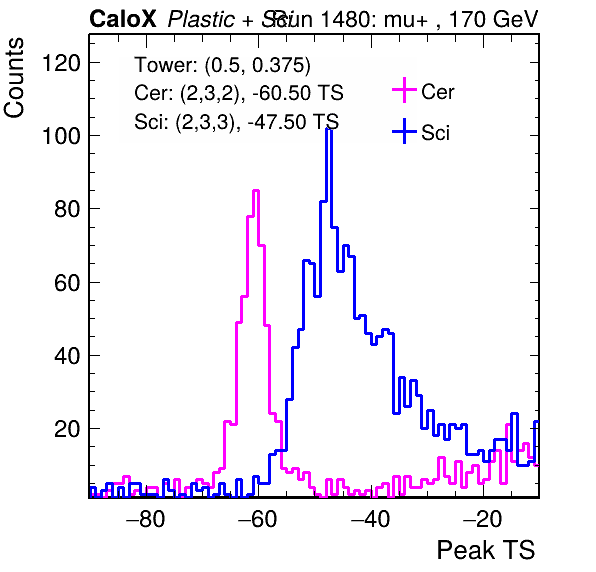 CaloX Plastic + Sci Run 1480: mu+ , 170 GeV
Counts
Tower: (0.5, 0.375)
Cer: (2,3,2), -60.50 TS
Sci: (2,3,3), -47.50 TS
Cer
Sci
120
100
80
60
40
20
−80 −60 −40 −20
Peak TS